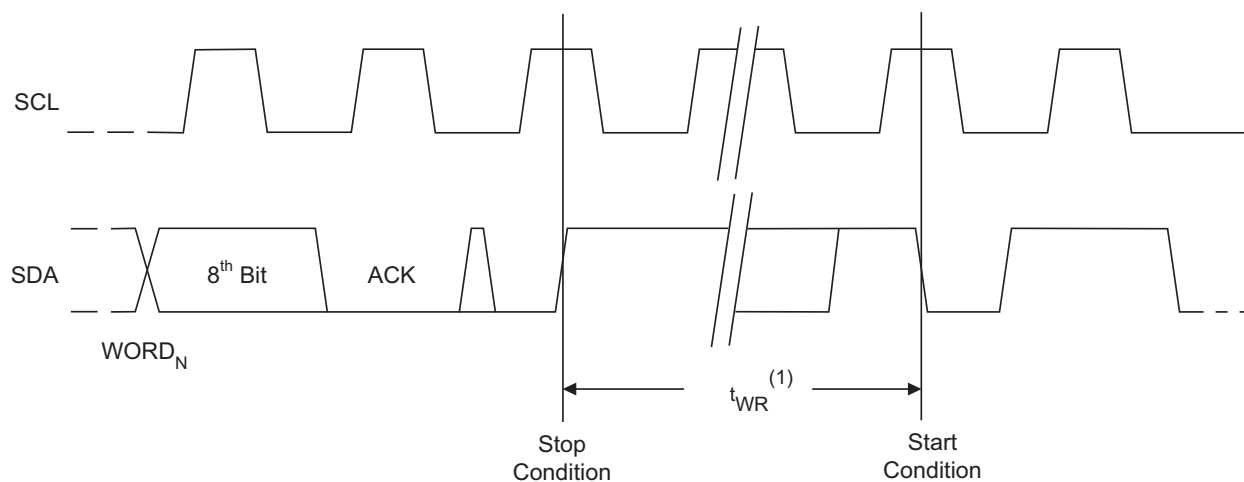 SCL
SDA
8th Bit
ACK
WORDN
tWR(1)
Stop
Condition
Start
Condition